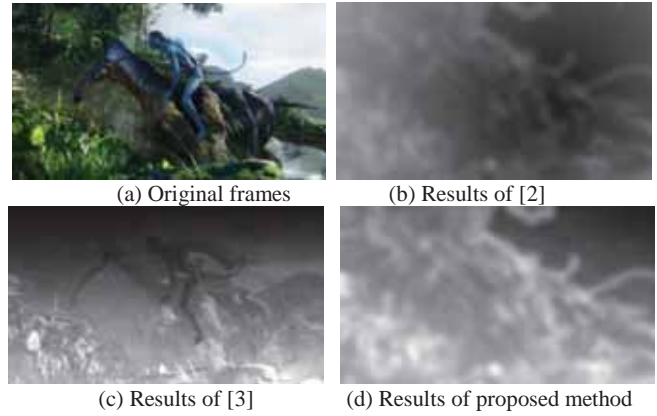 (a) Original frames
(b) Results of [2]
(c) Results of [3]
(d) Results of proposed method